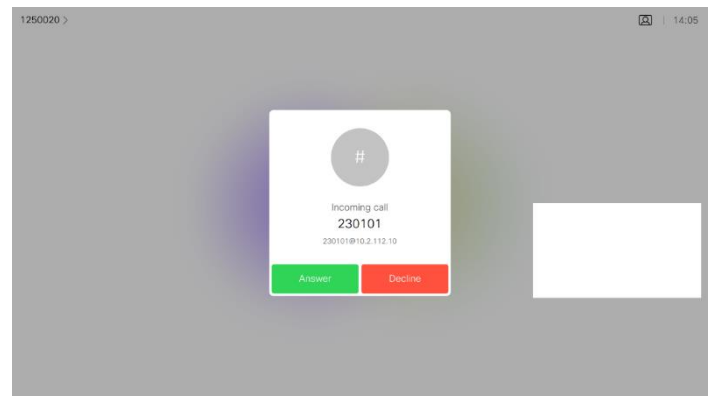 1250020 >
14:05
#
Incoming call
230101
230101@10.2.112.10
Answer
Decline